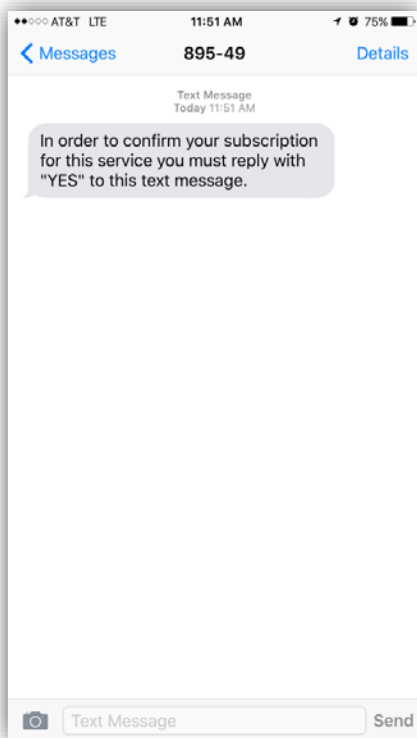 AT&T LTE 11:51 AM 75%
Messages 895-49 Details
Text Message
Today 11:51 AM
In order to confirm your subscription
for this service you must reply with
"YES" to this text message.
Text Message Send